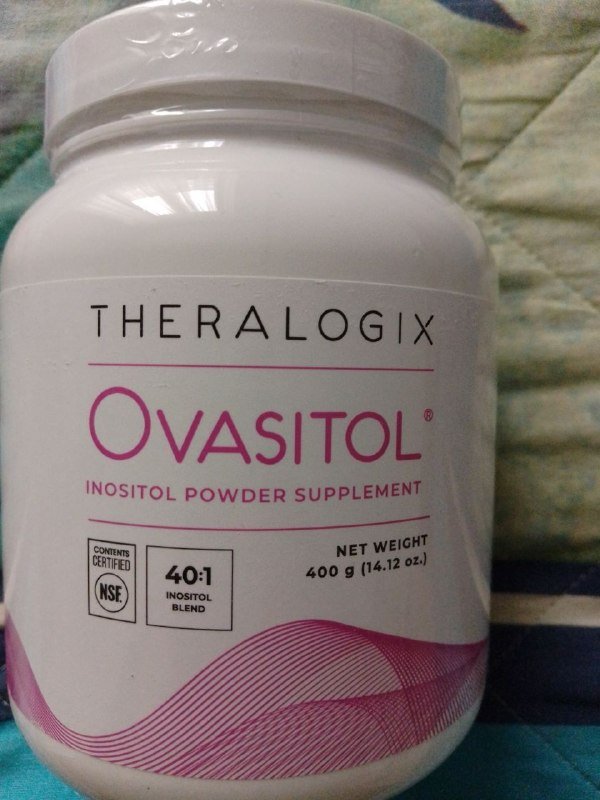 THERALOGIX
OVASITOL®
INOSITOL POWDER SUPPLEMENT
CONTENTS
CERTIFIED
NSF.
40:1
INOSITOL
BLEND
NET WEIGHT
400 g (14.12 oz.)